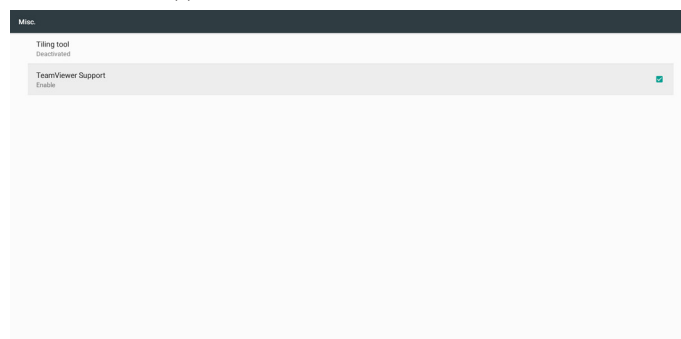 Misc.
Tiling tool
Deactivated
TeamViewer Support
Enable